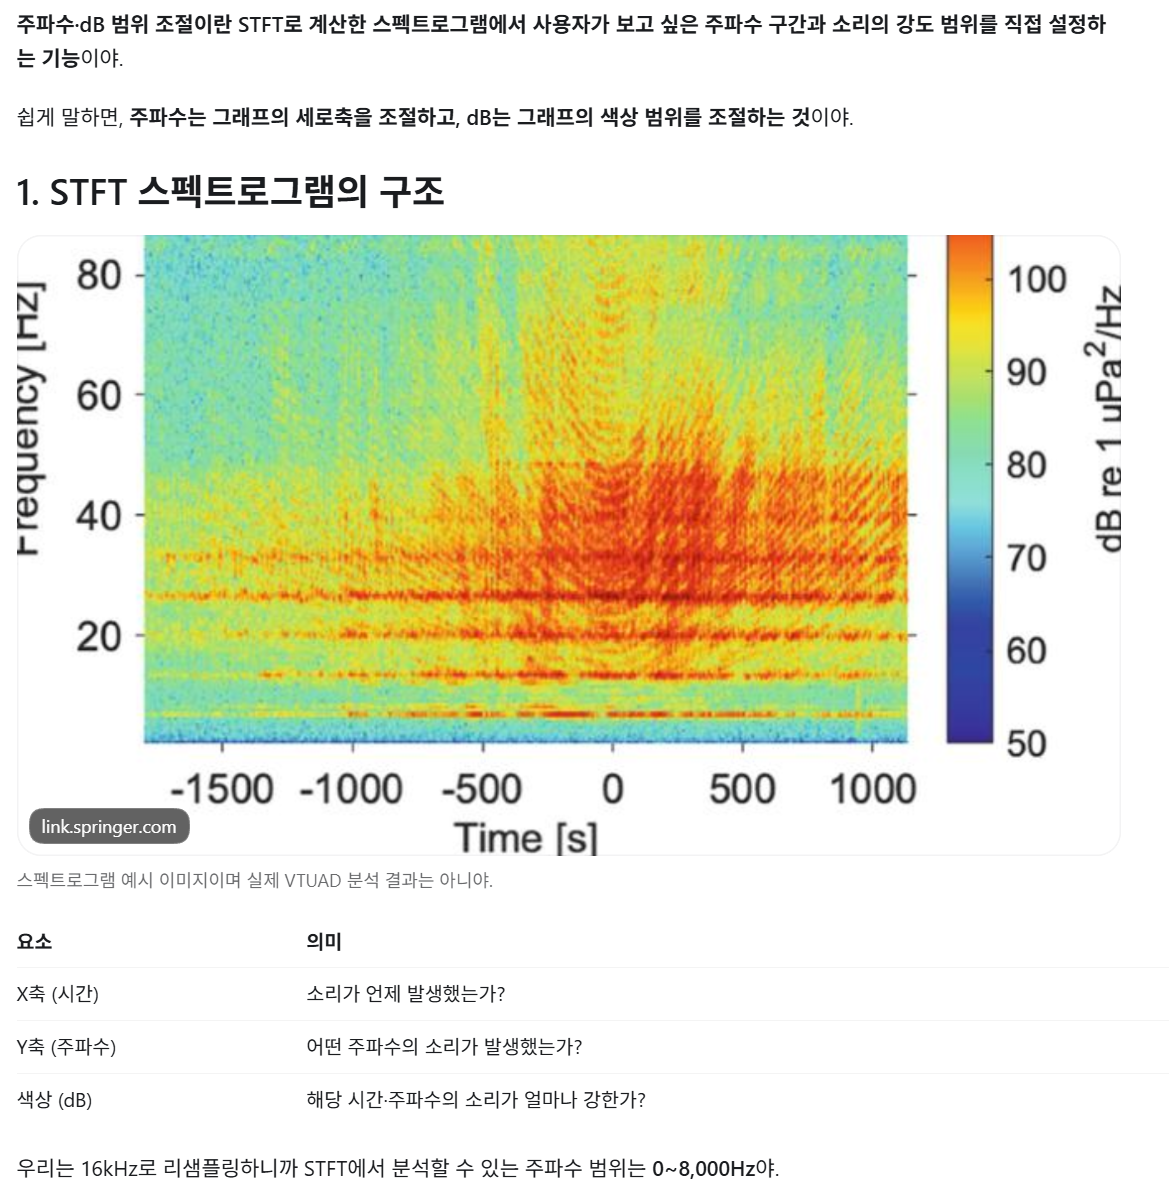 주파수·dB 범위 조절이란 STFT로 계산한 스펙트로그램에서 사용자가 보고 싶은 주파수 구간과 소리의 강도 범위를 직접 설정하
는 기능이야.
쉽게 말하면, 주파수는 그래프의 세로축을 조절하고, dB는 그래프의 색상 범위를 조절하는 것이야.
1. STFT 스펙트로그램의 구조
Frequency [Hz]
80
60
40
20
-1500 -1000 -500 0 500 1000
Time [s]
100
90
80
70
60
50
dB re 1 uPa²/Hz
link.springer.com
스펙트로그램 예시 이미지이며 실제 VTUAD 분석 결과는 아니야.
요소 의미
X축 (시간) 소리가 언제 발생했는가?
Y축 (주파수) 어떤 주파수의 소리가 발생했는가?
색상 (dB) 해당 시간·주파수의 소리가 얼마나 강한가?
우리는 16kHz로 리샘플링하니까 STFT에서 분석할 수 있는 주파수 범위는 0~8,000Hz야.